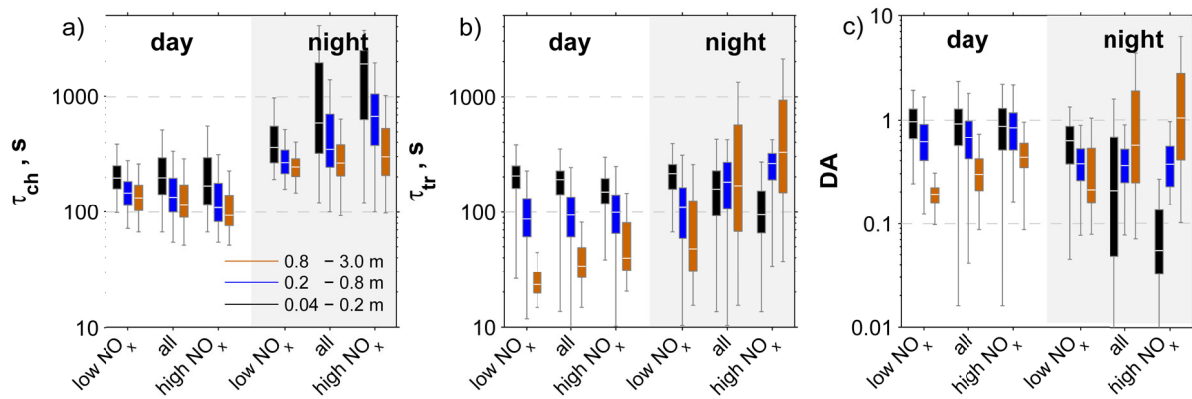 a)
day
night
τch , s
1000
100
10
0.8 – 3.0 m
0.2 – 0.8 m
0.04 – 0.2 m
low NOx
all
high NOx
low NOx
all
high NOx
b)
day
night
τtr , s
1000
100
10
low NOx
all
high NOx
low NOx
all
high NOx
c)
day
night
DA
10
1
0.1
0.01
low NOx
all
high NOx
low NOx
all
high NOx